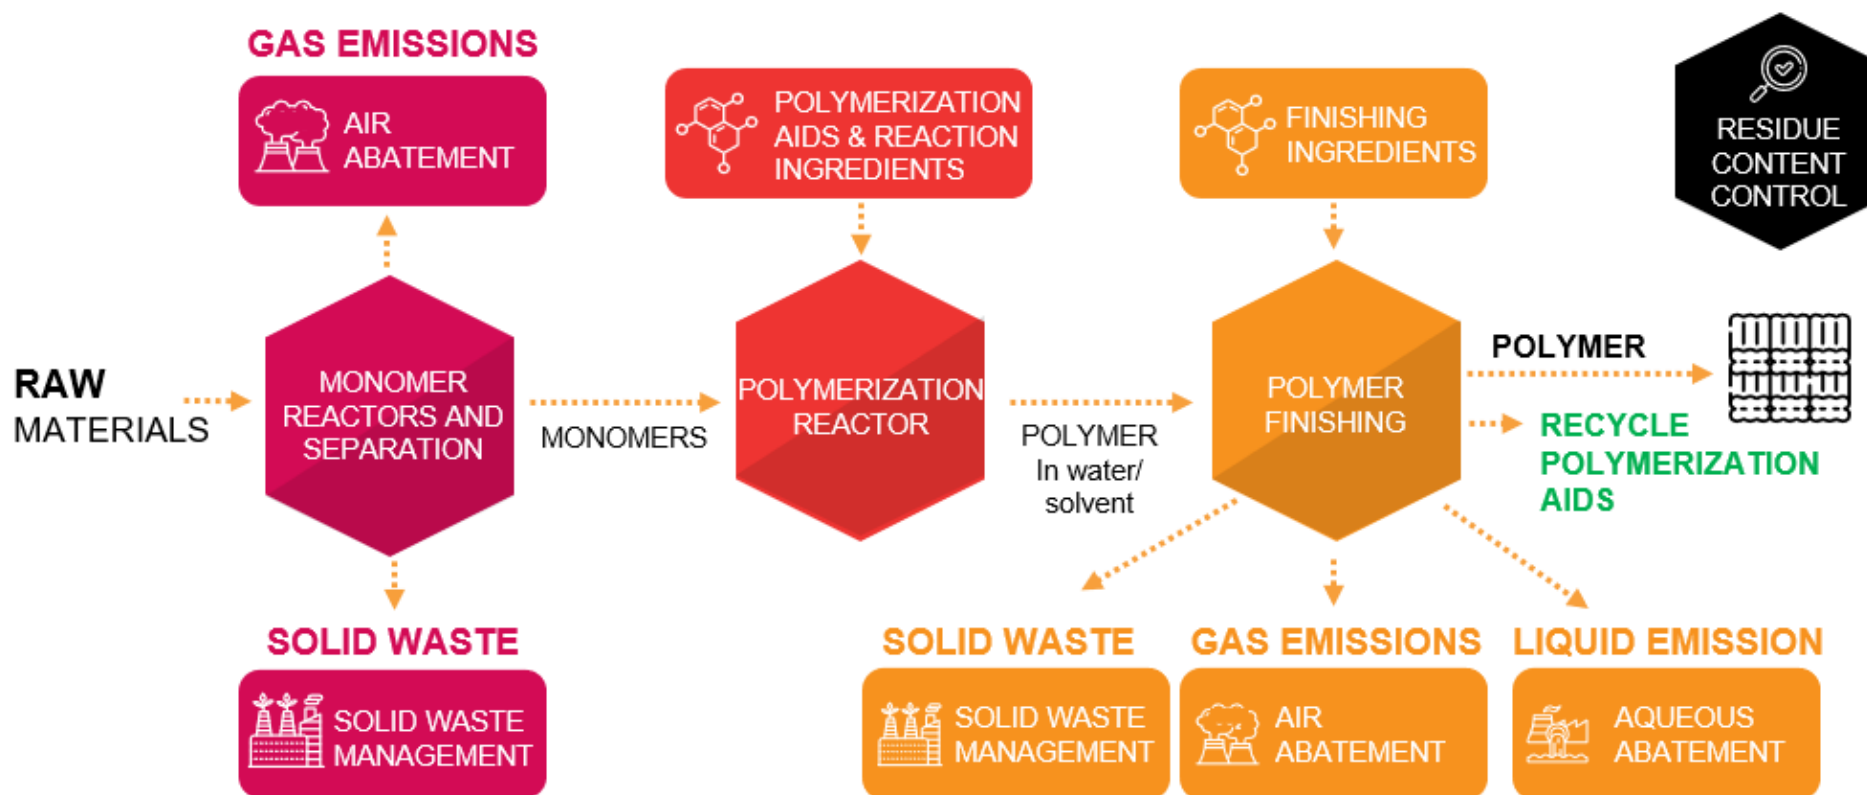 GAS EMISSIONS
AIR
ABATEMENT
POLYMERIZATION
AIDS & REACTION
INGREDIENTS
FINISHING
INGREDIENTS
RESIDUE
CONTENT
CONTROL
RAW
MATERIALS
MONOMER
REACTORS AND
SEPARATION
MONOMERS
POLYMERIZATION
REACTOR
POLYMER
In water/
solvent
POLYMER
FINISHING
POLYMER
RECYCLE
POLYMERIZATION
AIDS
SOLID WASTE
SOLID WASTE
MANAGEMENT
SOLID WASTE
SOLID WASTE
MANAGEMENT
GAS EMISSIONS
AIR
ABATEMENT
LIQUID EMISSION
AQUEOUS
ABATEMENT